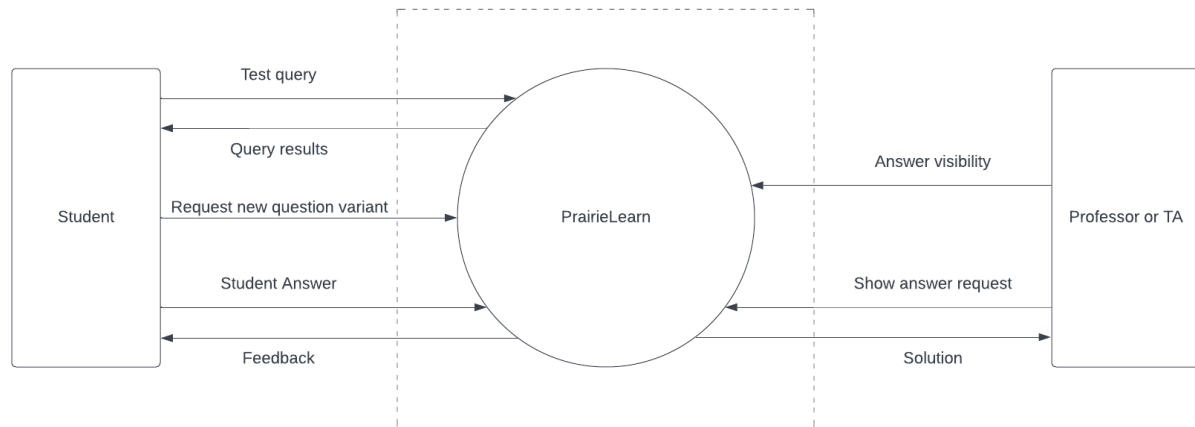 Test query
Query results
Answer visibility
Request new question variant
Student
PrairieLearn
Professor or TA
Student Answer
Show answer request
Feedback
Solution